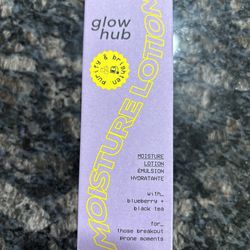 glow
hub
purify & brighten
MOISTURE LOTION
MOISTURE
LOTION
EMULSION
HYDRATANTE
with_
blueberry +
black tea
for_
those breakout
prone moments